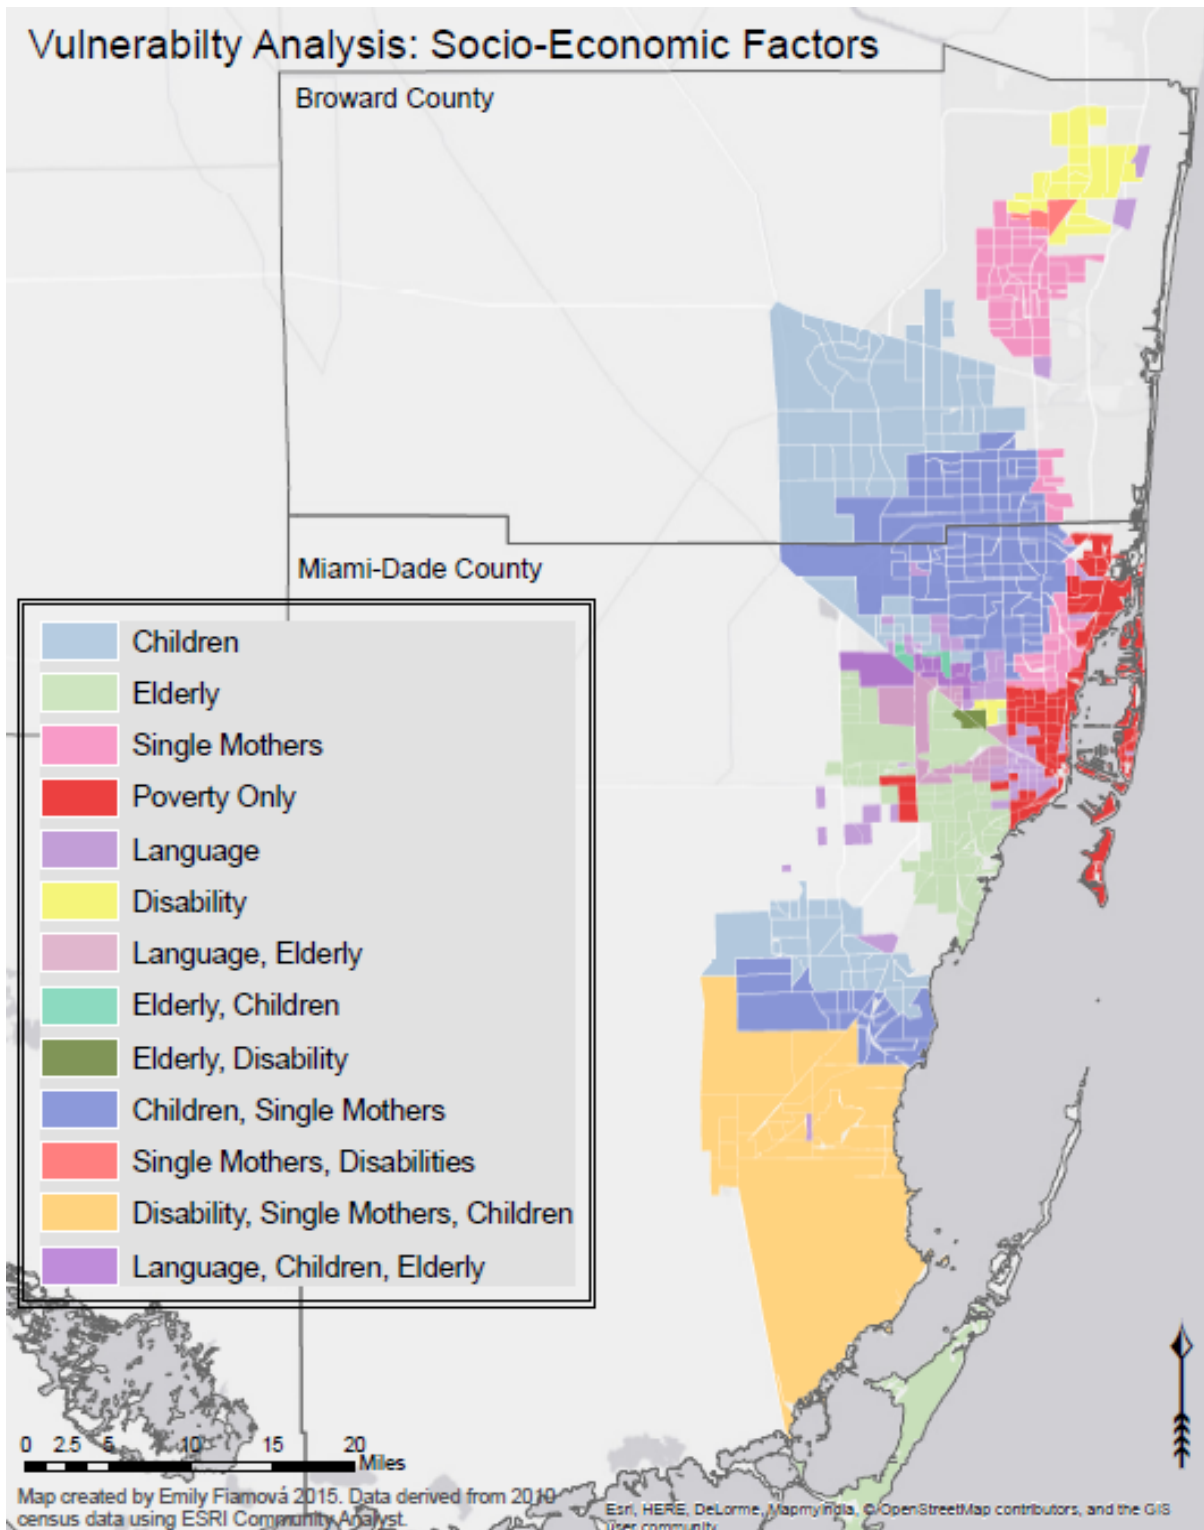 Vulnerabilty Analysis: Socio-Economic Factors
Broward County
Miami-Dade County
Children
Elderly
Single Mothers
Poverty Only
Language
Disability
Language, Elderly
Elderly, Children
Elderly, Disability
Children, Single Mothers
Single Mothers, Disabilities
Disability, Single Mothers, Children
Language, Children, Elderly
0 2.5 5 10 15 20
Miles
Map created by Emily Fiamová 2015. Data derived from 2010
census data using ESRI Community Analyst.
Esri, HERE, DeLorme, MapmyIndia, © OpenStreetMap contributors, and the GIS
user community